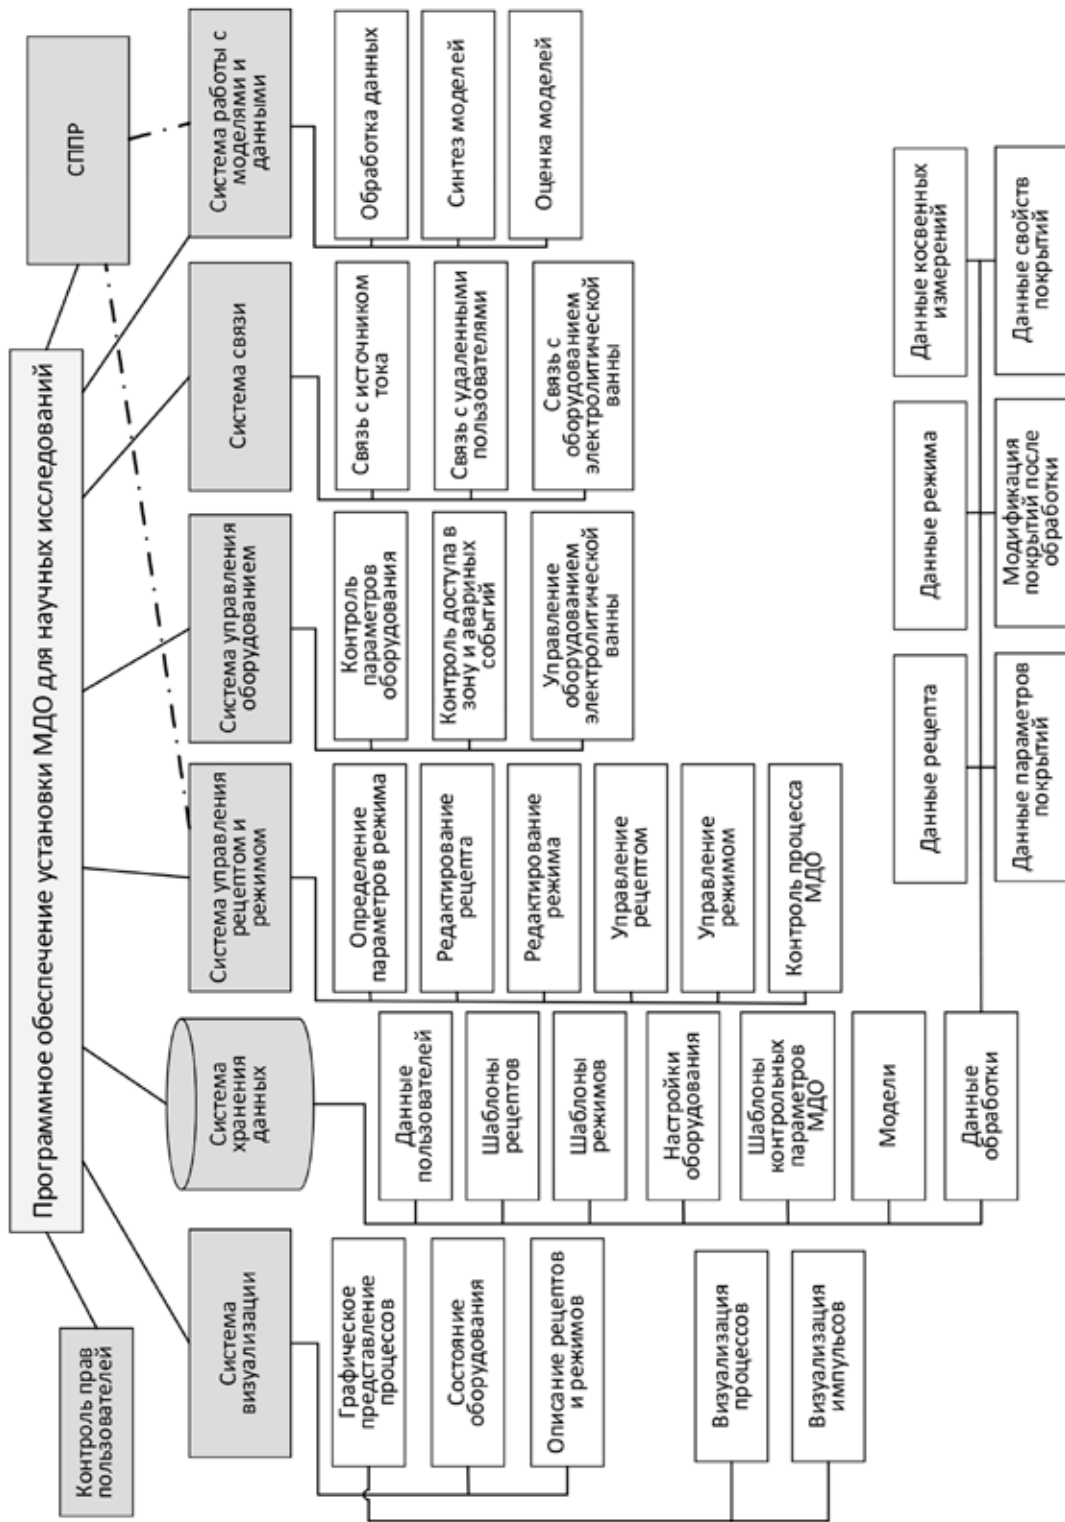 Программное обеспечение установки МДО для научных исследований
Контроль прав
пользователей
СППР
Система
визуализации
Графическое
представление
процессов
Состояние
оборудования
Описание рецептов
и режимов
Визуализация
процессов
Визуализация
импульсов
Система
хранения
данных
Данные
пользователей
Шаблоны
рецептов
Шаблоны
режимов
Настройки
оборудования
Шаблоны
контрольных
параметров
МДО
Модели
Данные
обработки
Система управления
рецептом и
режимом
Определение
параметров режима
Редактирование
рецепта
Редактирование
режима
Управление
рецептом
Управление
режимом
Контроль процесса
МДО
Система управления
оборудованием
Контроль
параметров
оборудования
Контроль доступа в
зону и авариных
событий
Управление
оборудованием
электролитической
ванны
Система связи
Связь с источником
тока
Связь с удаленными
пользователями
Связь с
оборудованием
электролитической
ванны
Система работы с
моделями и
данными
Обработка данных
Синтез моделей
Оценка моделей
Данные рецепта
Данные режима
Данные косвенных
измерений
Данные параметров
покрытий
Модификация
покрытий после
обработки
Данные свойств
покрытий